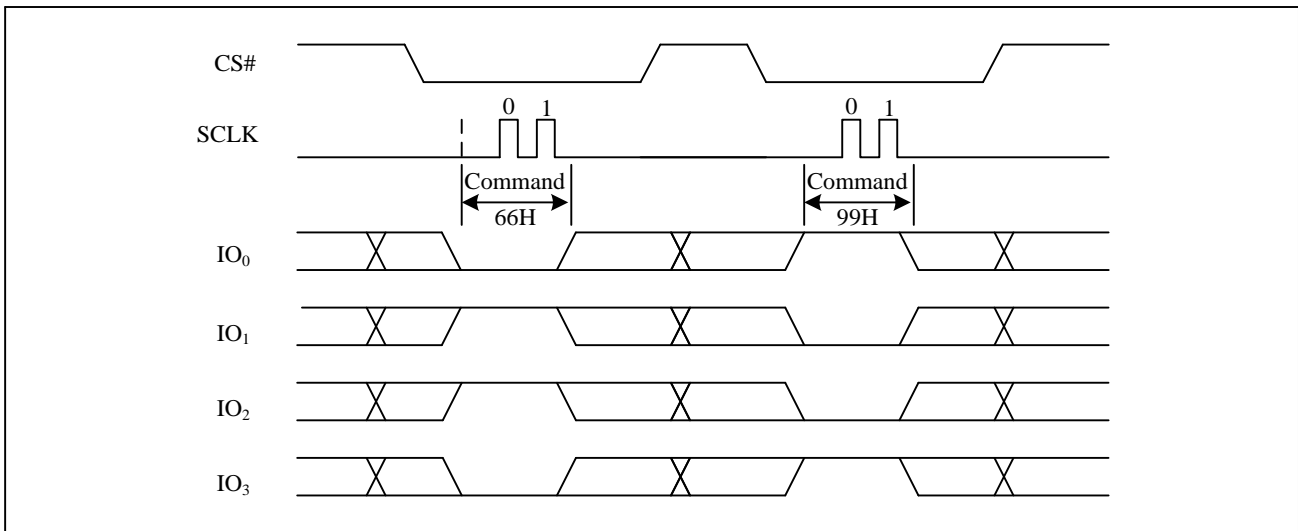 CS#
0 1 0 1
SCLK
Command Command
66H 99H
IO0
IO1
IO2
IO3